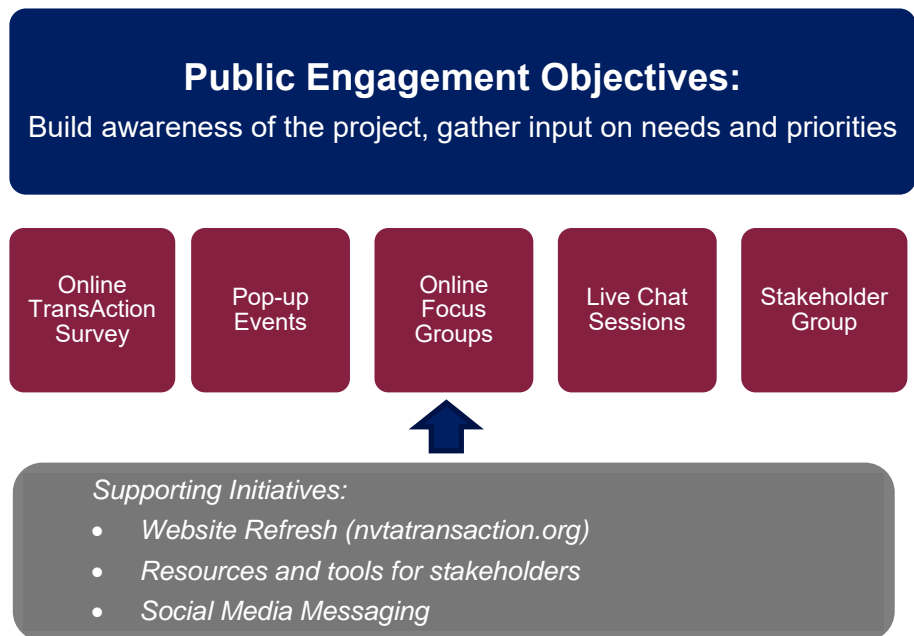 Public Engagement Objectives:
Build awareness of the project, gather input on needs and priorities
Online
TransAction
Survey
Pop-up
Events
Online
Focus
Groups
Live Chat
Sessions
Stakeholder
Group
Supporting Initiatives:
• Website Refresh (nvtatransaction.org)
• Resources and tools for stakeholders
• Social Media Messaging